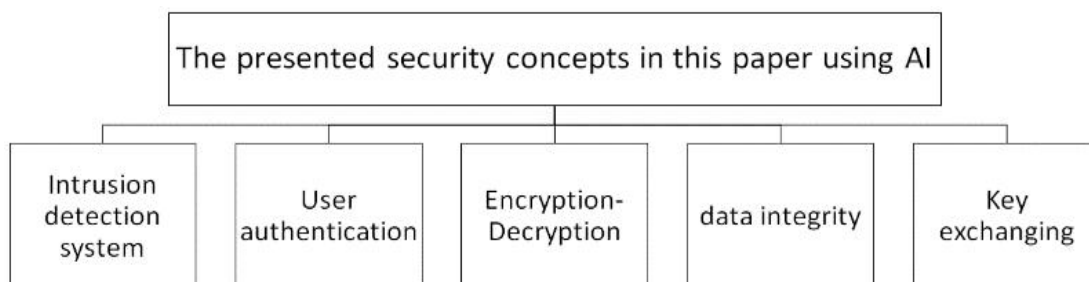 The presented security concepts in this paper using AI
Intrusion
detection
system
User
authentication
Encryption-
Decryption
data integrity
Key
exchanging